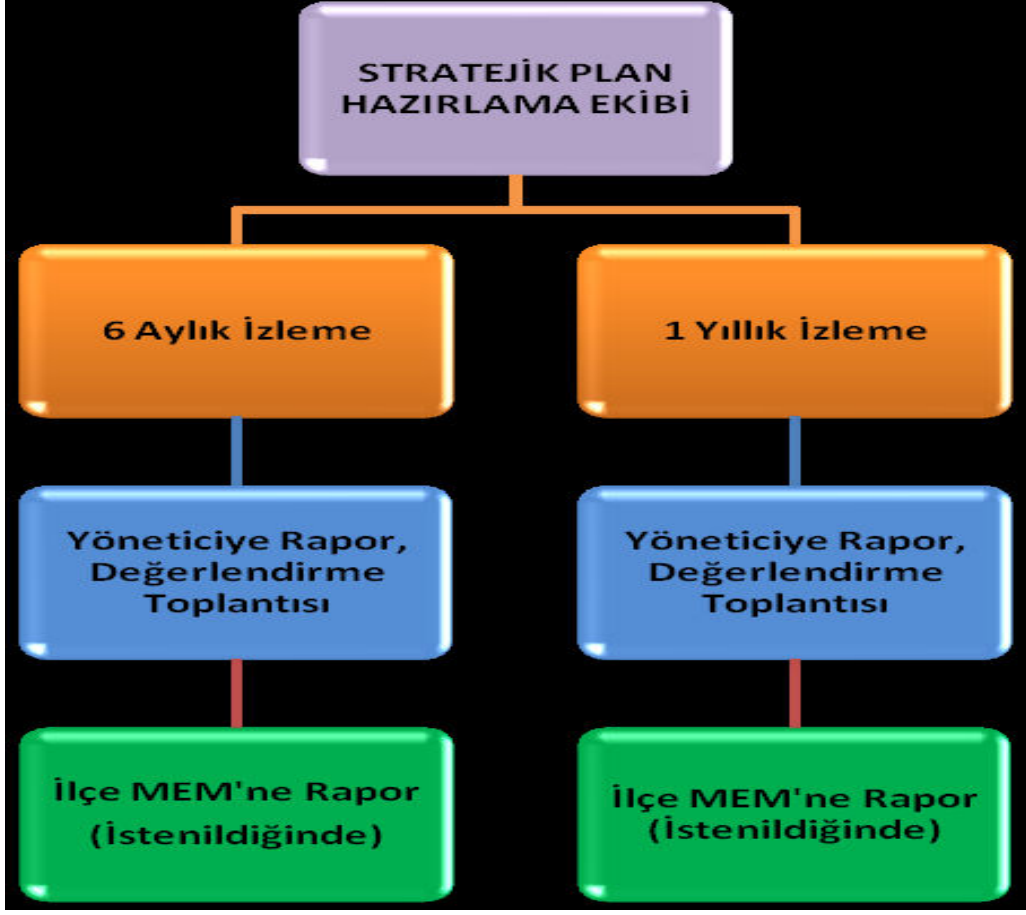 STRATEJİK PLAN
HAZIRLAMA EKİBİ
6 Aylık İzleme
1 Yıllık İzleme
Yöneticiye Rapor,
Değerlendirme
Toplantısı
Yöneticiye Rapor,
Değerlendirme
Toplantısı
İlçe MEM'ne Rapor
(İstenildiğinde)
İlçe MEM'ne Rapor
(İstenildiğinde)